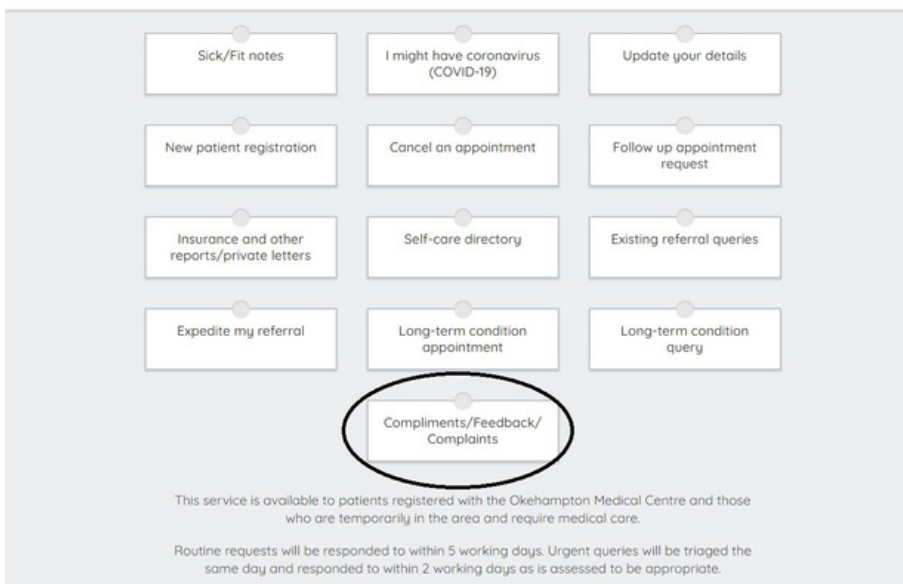 Sick/Fit notes
I might have coronavirus
(COVID-19)
Update your details
New patient registration
Cancel an appointment
Follow up appointment
request
Insurance and other
reports/private letters
Self-care directory
Existing referral queries
Expedite my referral
Long-term condition
appointment
Long-term condition
query
Compliments/Feedback/
Complaints
This service is available to patients registered with the Okehampton Medical Centre and those
who are temporarily in the area and require medical care.
Routine requests will be responded to within 5 working days. Urgent queries will be triaged the
same day and responded to within 2 working days as is assessed to be appropriate.